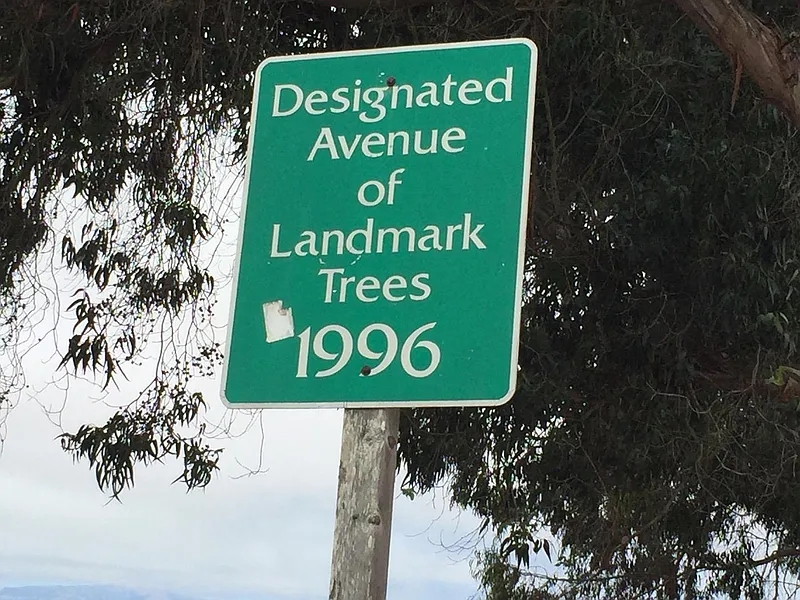 Designated
Avenue
of
Landmark
Trees
1996